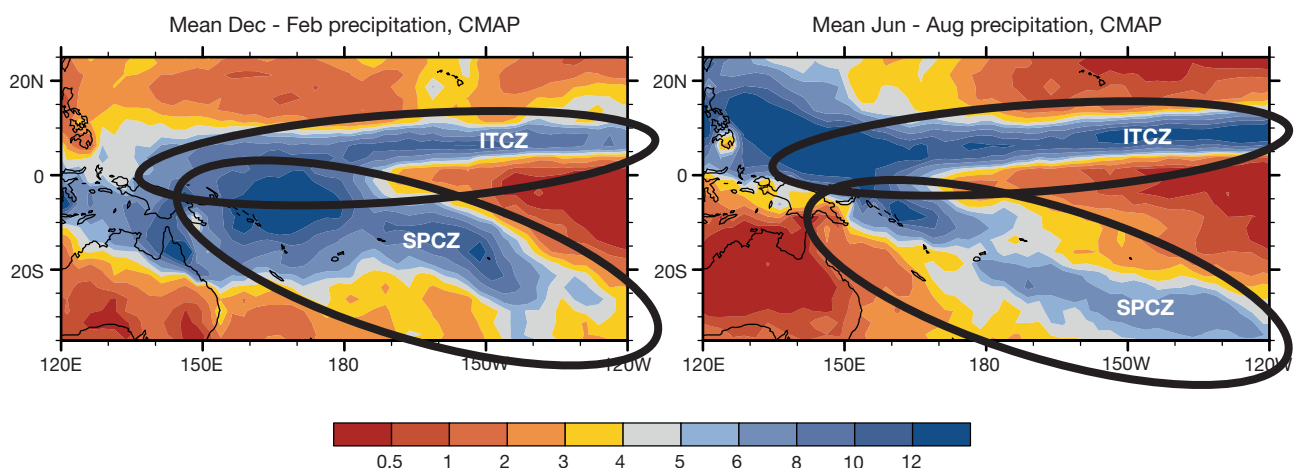 Mean Dec - Feb precipitation, CMAP
20N
0
20S
120E 150E 180 150W 120W
ITCZ
SPCZ
Mean Jun - Aug precipitation, CMAP
20N
0
20S
120E 150E 180 150W 120W
ITCZ
SPCZ
0.5 1 2 3 4 5 6 8 10 12